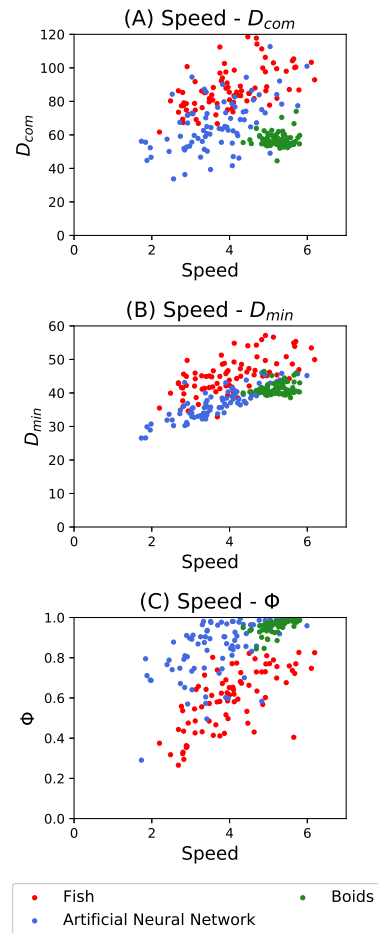 (A) Speed - D_com
120
100
80
60
40
20
0
D_com
0 2 4 6
Speed
(B) Speed - D_min
60
50
40
30
20
10
0
D_min
0 2 4 6
Speed
(C) Speed - Φ
1.0
0.8
0.6
0.4
0.2
0.0
Φ
0 2 4 6
Speed
Fish Boids
Artificial Neural Network